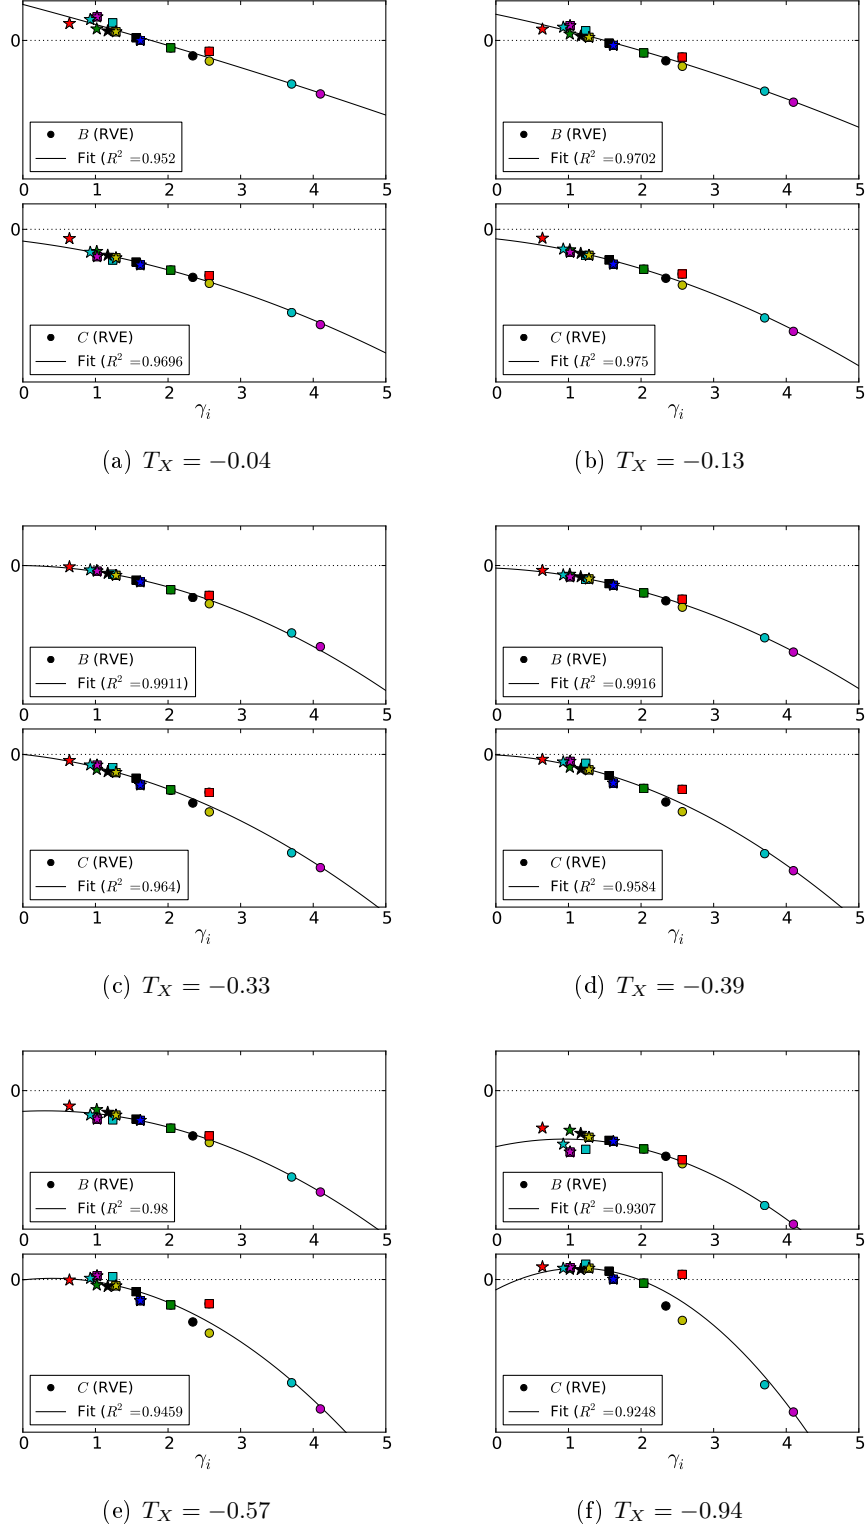 0
B (RVE)
Fit (R² =0.952
0 1 2 3 4 5
0
C (RVE)
Fit (R² =0.9696
0 1 2 3 4 5
γᵢ
(a) T_X = −0.04
0
B (RVE)
Fit (R² =0.9702
0 1 2 3 4 5
0
C (RVE)
Fit (R² =0.975
0 1 2 3 4 5
γᵢ
(b) T_X = −0.13
0
B (RVE)
Fit (R² =0.9911)
0 1 2 3 4 5
0
C (RVE)
Fit (R² =0.964)
0 1 2 3 4 5
γᵢ
(c) T_X = −0.33
0
B (RVE)
Fit (R² =0.9916
0 1 2 3 4 5
0
C (RVE)
Fit (R² =0.9584
0 1 2 3 4 5
γᵢ
(d) T_X = −0.39
0
B (RVE)
Fit (R² =0.98
0 1 2 3 4 5
0
C (RVE)
Fit (R² =0.9459
0 1 2 3 4 5
γᵢ
(e) T_X = −0.57
0
B (RVE)
Fit (R² =0.9307
0 1 2 3 4 5
0
C (RVE)
Fit (R² =0.9248
0 1 2 3 4 5
γᵢ
(f) T_X = −0.94